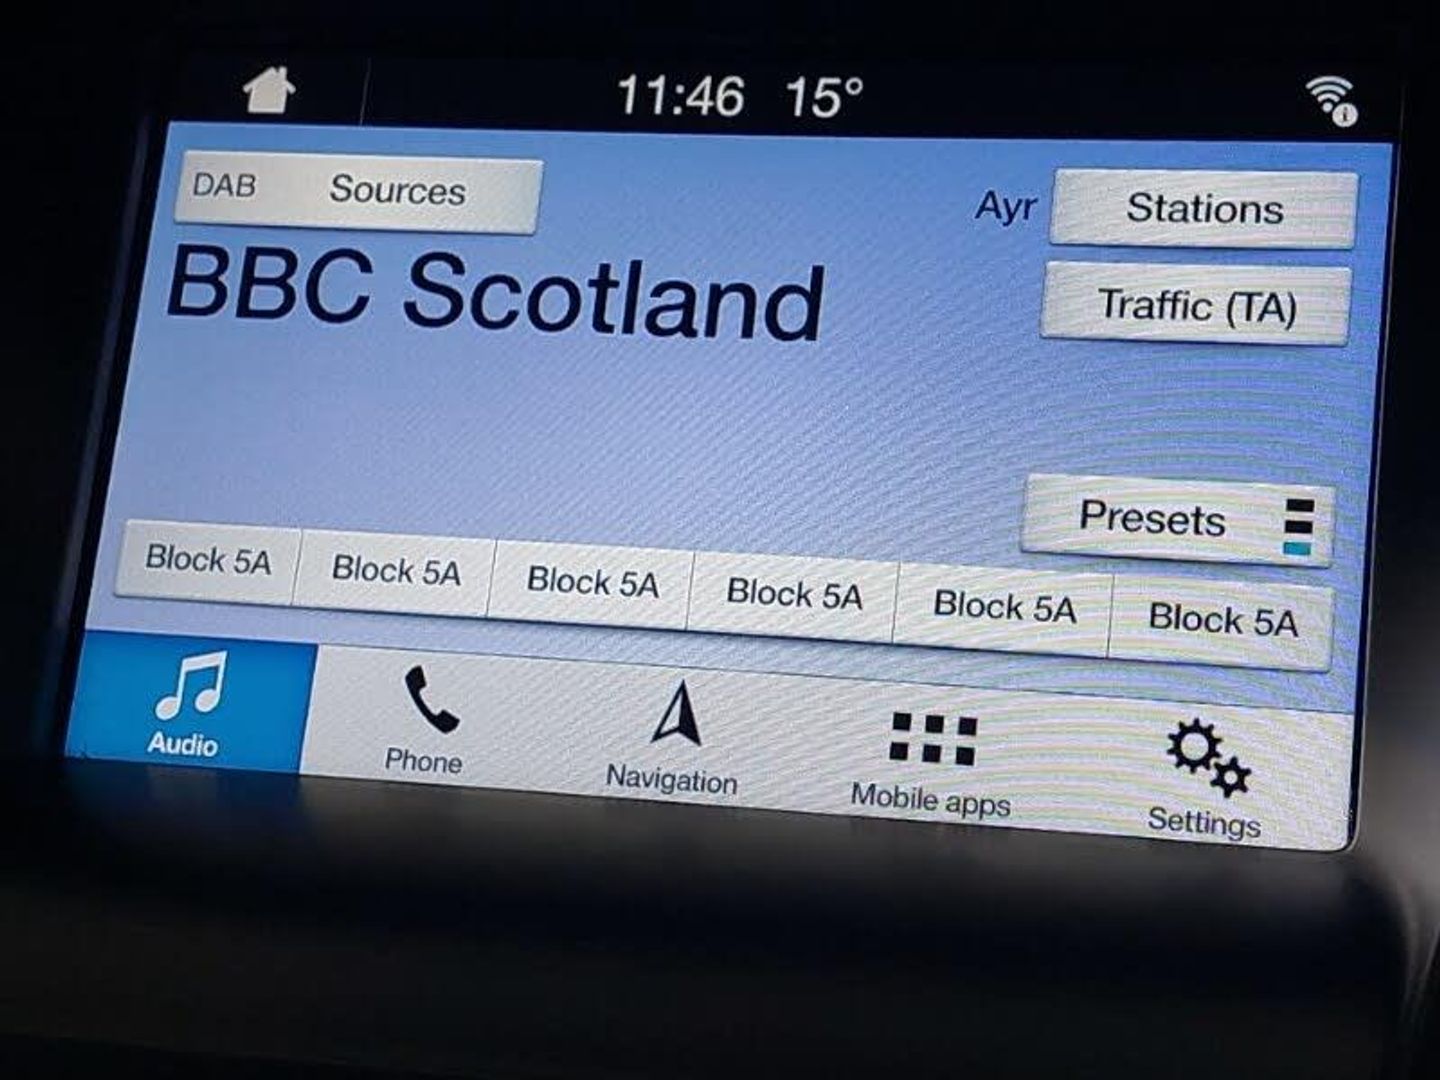 11:46 15°
DAB Sources
Ayr Stations
BBC Scotland
Traffic (TA)
Presets
Block 5A Block 5A Block 5A Block 5A Block 5A Block 5A
Audio Phone Navigation Mobile apps Settings